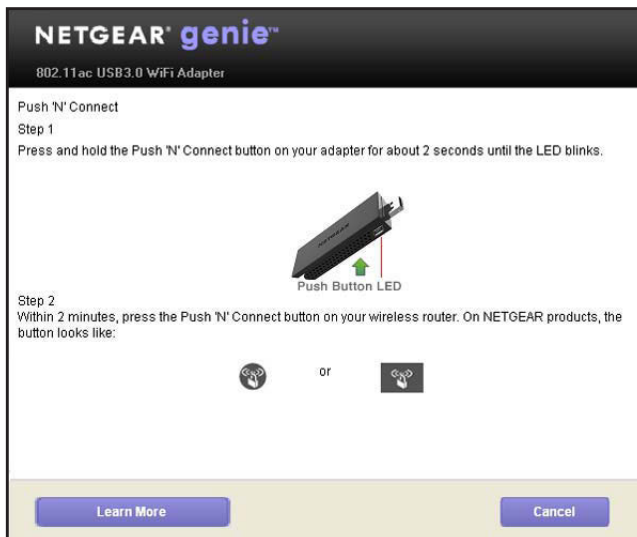 NETGEAR® genie™
802.11ac USB3.0 WiFi Adapter
Push 'N' Connect
Step 1
Press and hold the Push 'N' Connect button on your adapter for about 2 seconds until the LED blinks.
NETGEAR
Push Button LED
Step 2
Within 2 minutes, press the Push 'N' Connect button on your wireless router. On NETGEAR products, the
button looks like:
or
Learn More
Cancel